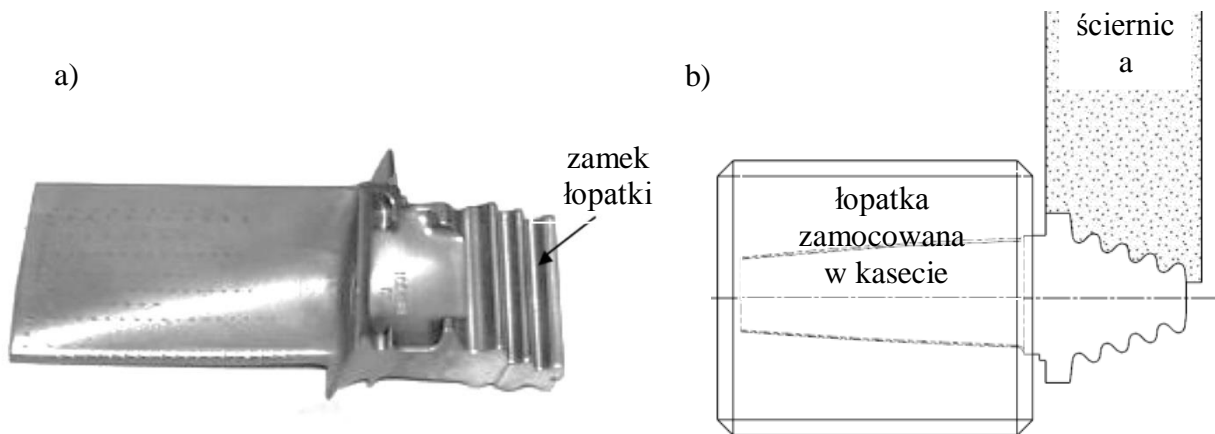 a)
zamek
łopatki
b)
ściernic
a
łopatka
zamocowana
w kasecie